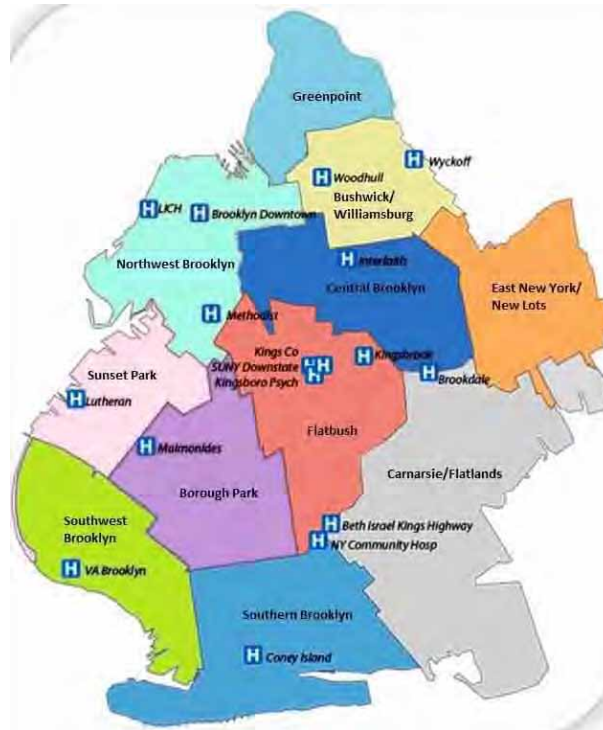 Greenpoint
H Wyckoff
H Woodhull
Bushwick/
Williamsburg
H LICH
H Brooklyn Downtown
Northwest Brooklyn
H Interfaith
Central Brooklyn
East New York/
New Lots
H Methodist
Kings Co
SUNY Downstate
Kingsboro Psych
H H H
H Kingsbrook
H Brookdale
Sunset Park
H Lutheran
H Maimonides
Flatbush
Borough Park
Carnarsie/Flatlands
Southwest
Brooklyn
H VA Brooklyn
H Beth Israel Kings Highway
H NY Community Hosp
Southern Brooklyn
H Coney Island